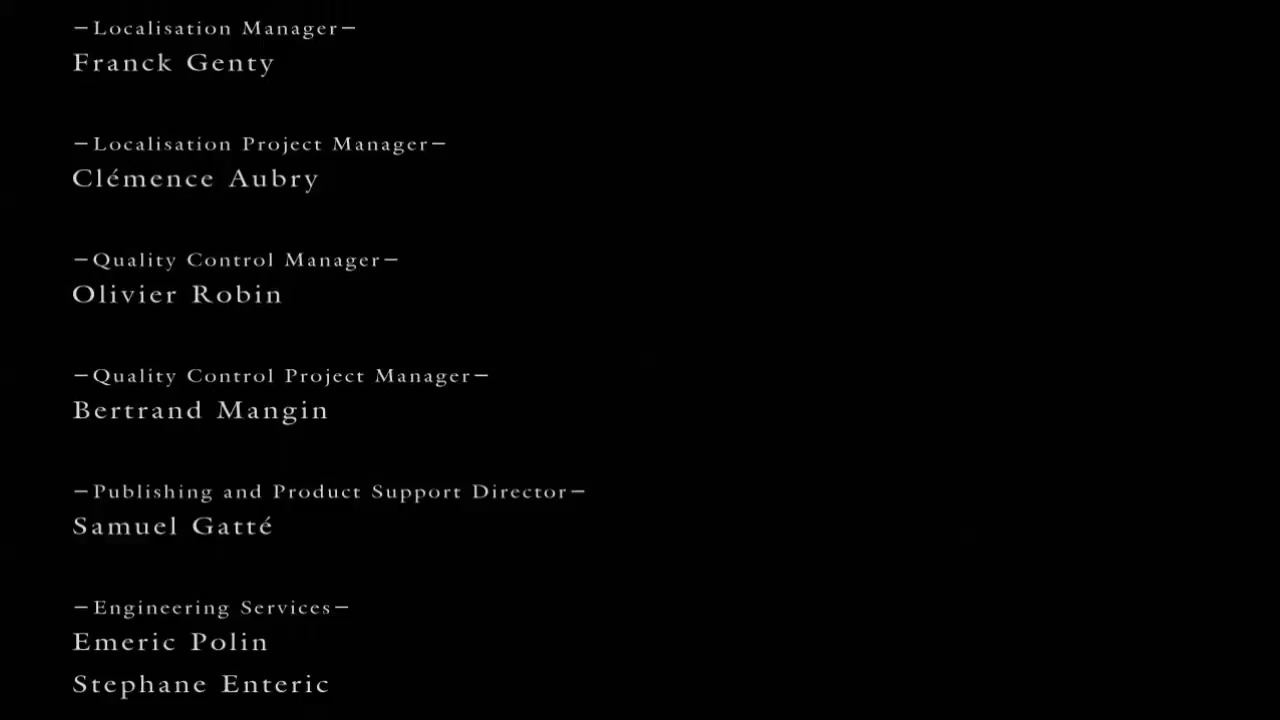 —Localisation Manager—
Franck Genty
—Localisation Project Manager—
Clémence Aubry
—Quality Control Manager—
Olivier Robin
—Quality Control Project Manager—
Bertrand Mangin
—Publishing and Product Support Director—
Samuel Gatté
—Engineering Services—
Emeric Polin
Stephane Enteric